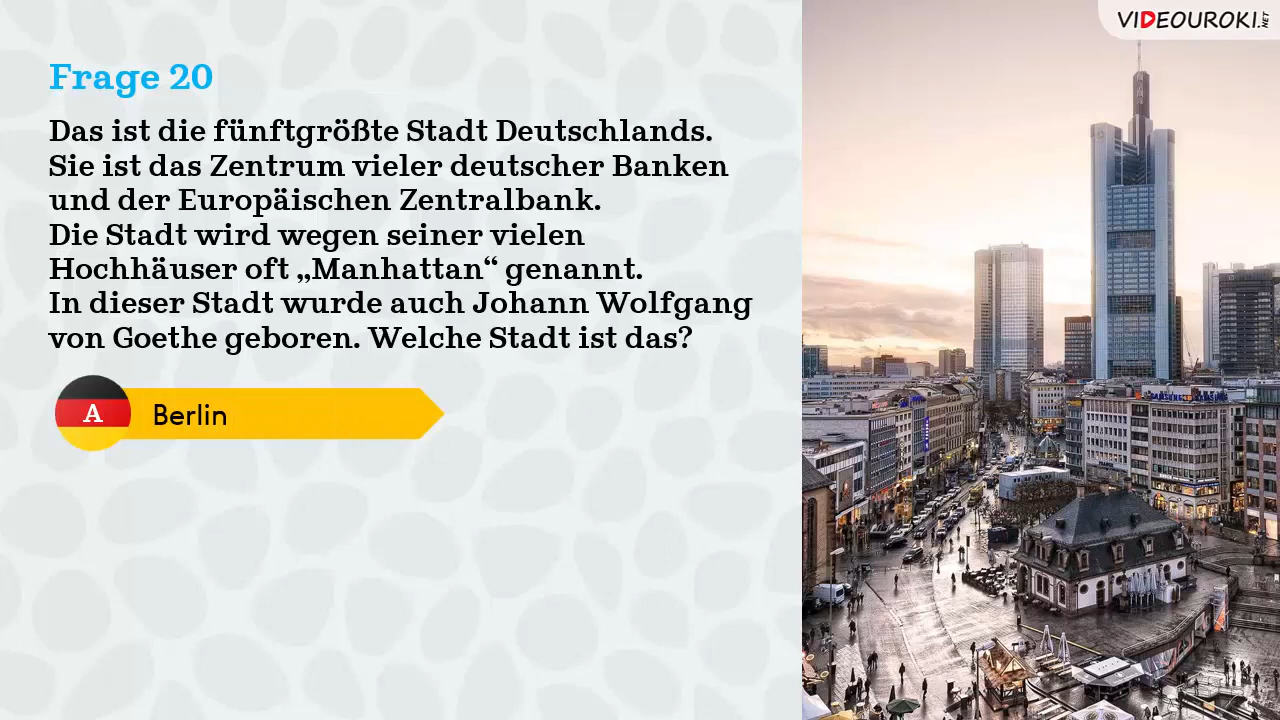 VIDEOUROKI.NET
Frage 20
Das ist die fünftgrößte Stadt Deutschlands.
Sie ist das Zentrum vieler deutscher Banken
und der Europäischen Zentralbank.
Die Stadt wird wegen seiner vielen
Hochhäuser oft „Manhattan“ genannt.
In dieser Stadt wurde auch Johann Wolfgang
von Goethe geboren. Welche Stadt ist das?
A Berlin